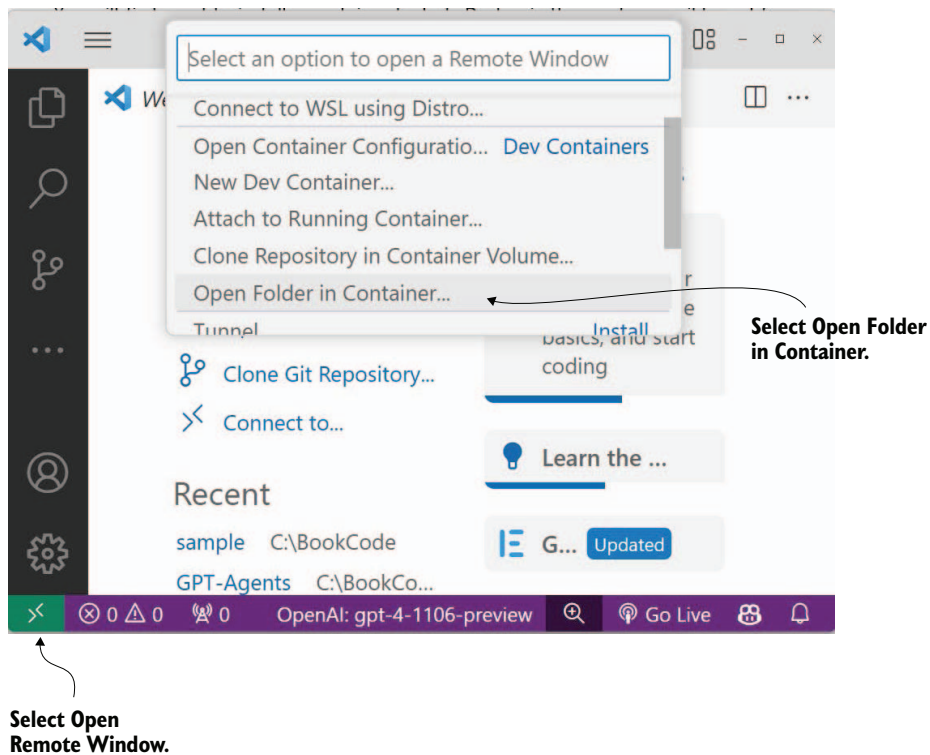 Select an option to open a Remote Window
We
Connect to WSL using Distro...
Open Container Configuratio... Dev Containers
New Dev Container...
Attach to Running Container...
Clone Repository in Container Volume...
Open Folder in Container...
Tunnel Install
r
e
basics, and start
coding
Select Open Folder
in Container.
Clone Git Repository...
Connect to...
Learn the ...
Recent
sample C:\BookCode
G... Updated
GPT-Agents C:\BookCo...
0 0 0 OpenAI: gpt-4-1106-preview Go Live
Select Open
Remote Window.